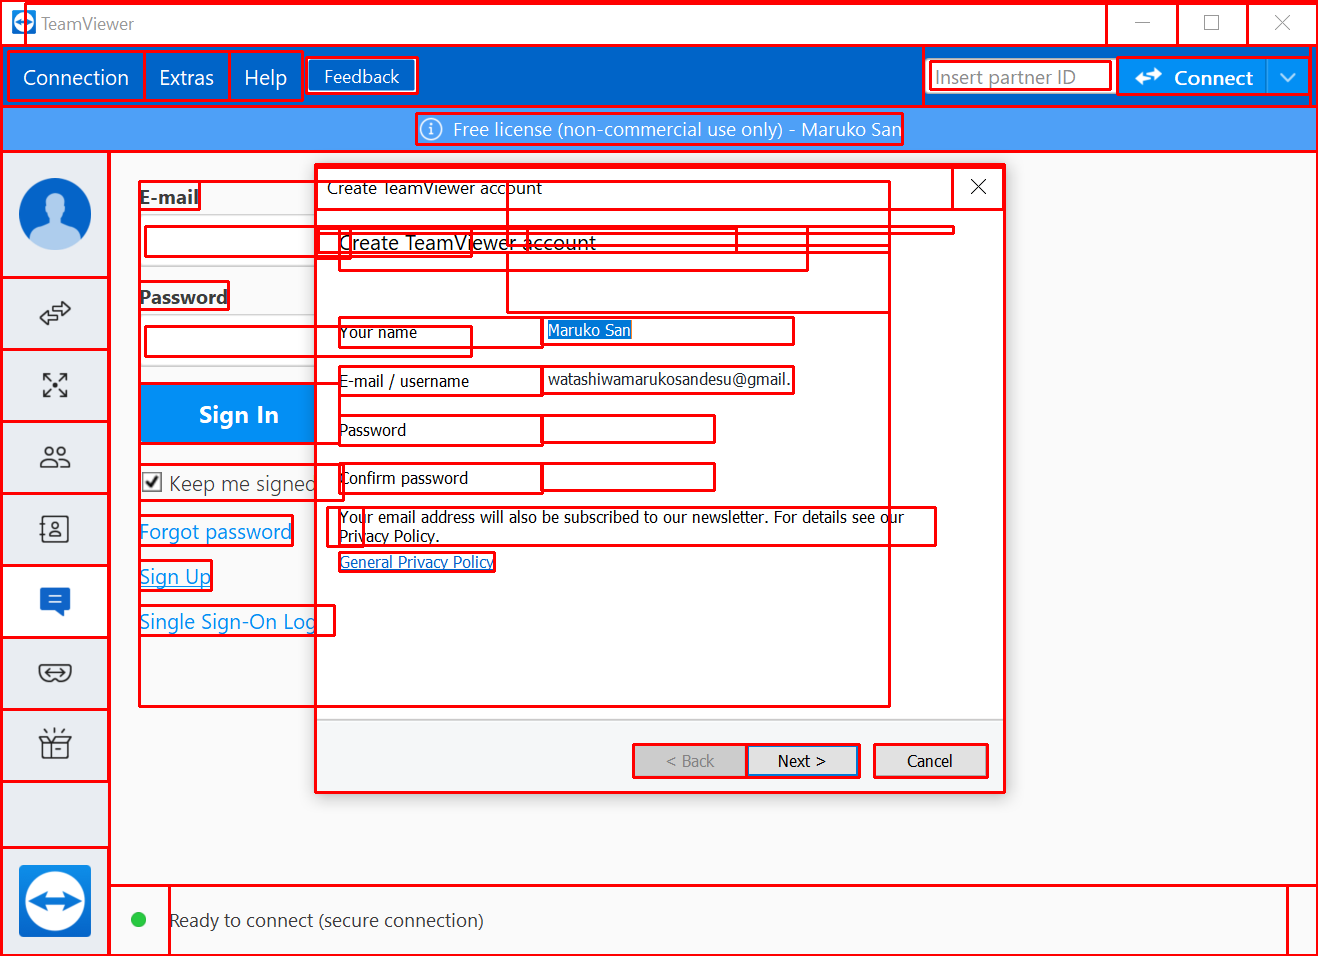 TeamViewer
Connection Extras Help Feedback
Insert partner ID Connect
Free license (non-commercial use only) - Maruko San
E-mail
Password
Sign In
Keep me signed
Forgot password
Sign Up
Single Sign-On Log
Create TeamViewer account
Create TeamViewer account
Your name Maruko San
E-mail / username watashiwamarukosandesu@gmail.
Password
Confirm password
Your email address will also be subscribed to our newsletter. For details see our
Privacy Policy.
General Privacy Policy
< Back Next > Cancel
Ready to connect (secure connection)